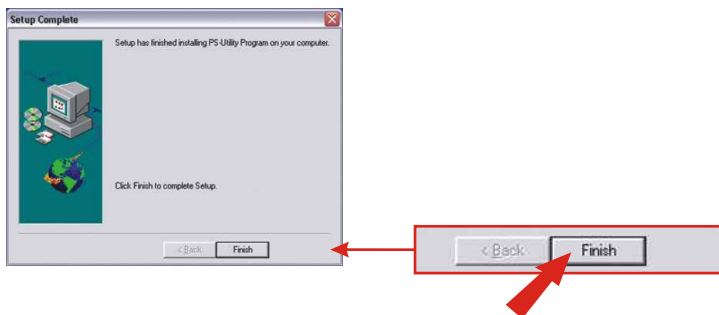 Setup Complete
Setup has finished installing PS-Utility Program on your computer.
Click Finish to complete Setup.
< Back Finish
< Back Finish